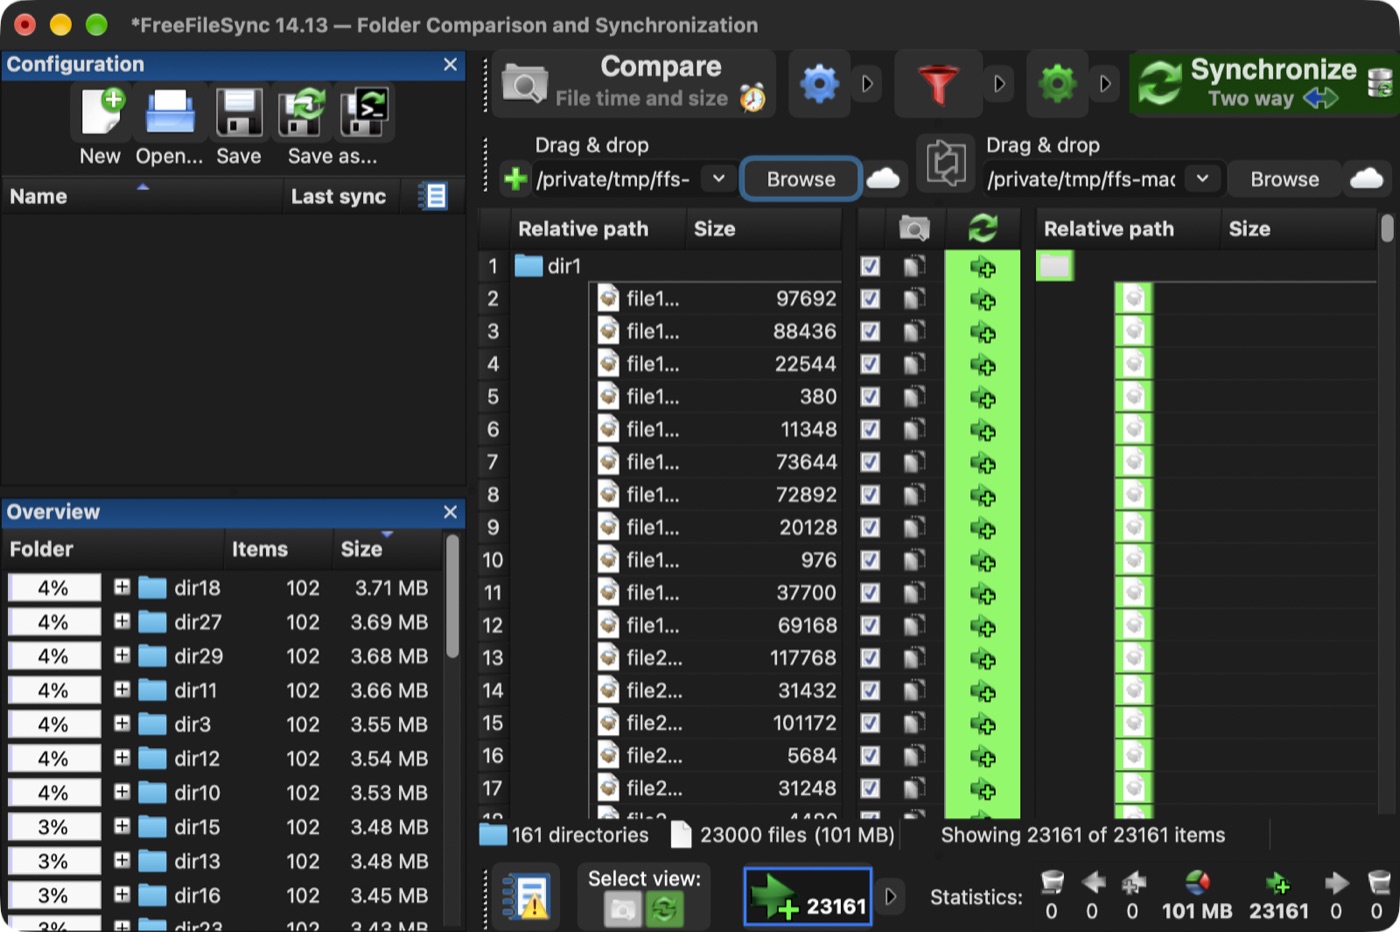 *FreeFileSync 14.13 — Folder Comparison and Synchronization
Configuration
New Open... Save Save as...
Name Last sync
Overview
Folder Items Size
4% dir18 102 3.71 MB
4% dir27 102 3.69 MB
4% dir29 102 3.68 MB
4% dir11 102 3.66 MB
4% dir3 102 3.55 MB
4% dir12 102 3.54 MB
4% dir10 102 3.53 MB
3% dir15 102 3.48 MB
3% dir13 102 3.48 MB
3% dir16 102 3.45 MB
3% dir23 102 3.43 MB
Compare
File time and size
Synchronize
Two way
Drag & drop
/private/tmp/ffs- Browse
Drag & drop
/private/tmp/ffs-mac Browse
Relative path Size Relative path Size
1 dir1
2 file1... 97692
3 file1... 88436
4 file1... 22544
5 file1... 380
6 file1... 11348
7 file1... 73644
8 file1... 72892
9 file1... 20128
10 file1... 976
11 file1... 37700
12 file1... 69168
13 file2... 117768
14 file2... 31432
15 file2... 101172
16 file2... 5684
17 file2... 31248
161 directories 23000 files (101 MB) Showing 23161 of 23161 items
Select view:
23161
Statistics: 0 0 0 101 MB 23161 0 0